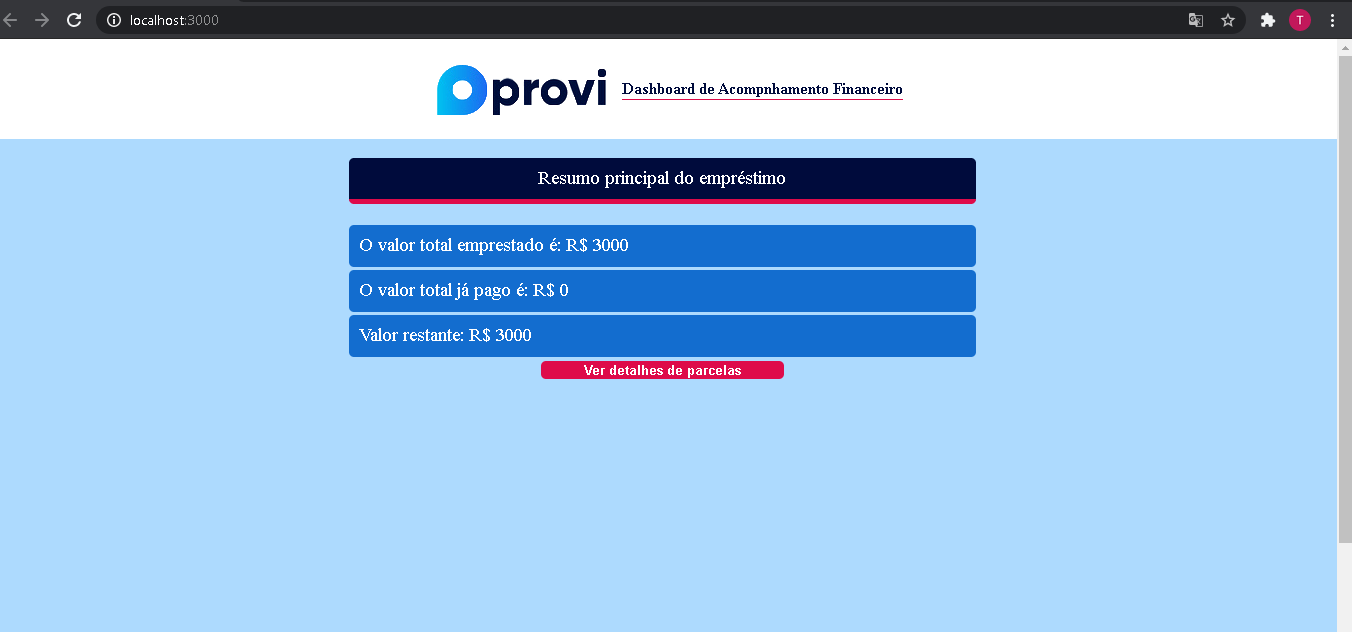 localhost:3000
T
provi
Dashboard de Acompnhamento Financeiro
Resumo principal do empréstimo
O valor total emprestado é: R$ 3000
O valor total já pago é: R$ 0
Valor restante: R$ 3000
Ver detalhes de parcelas